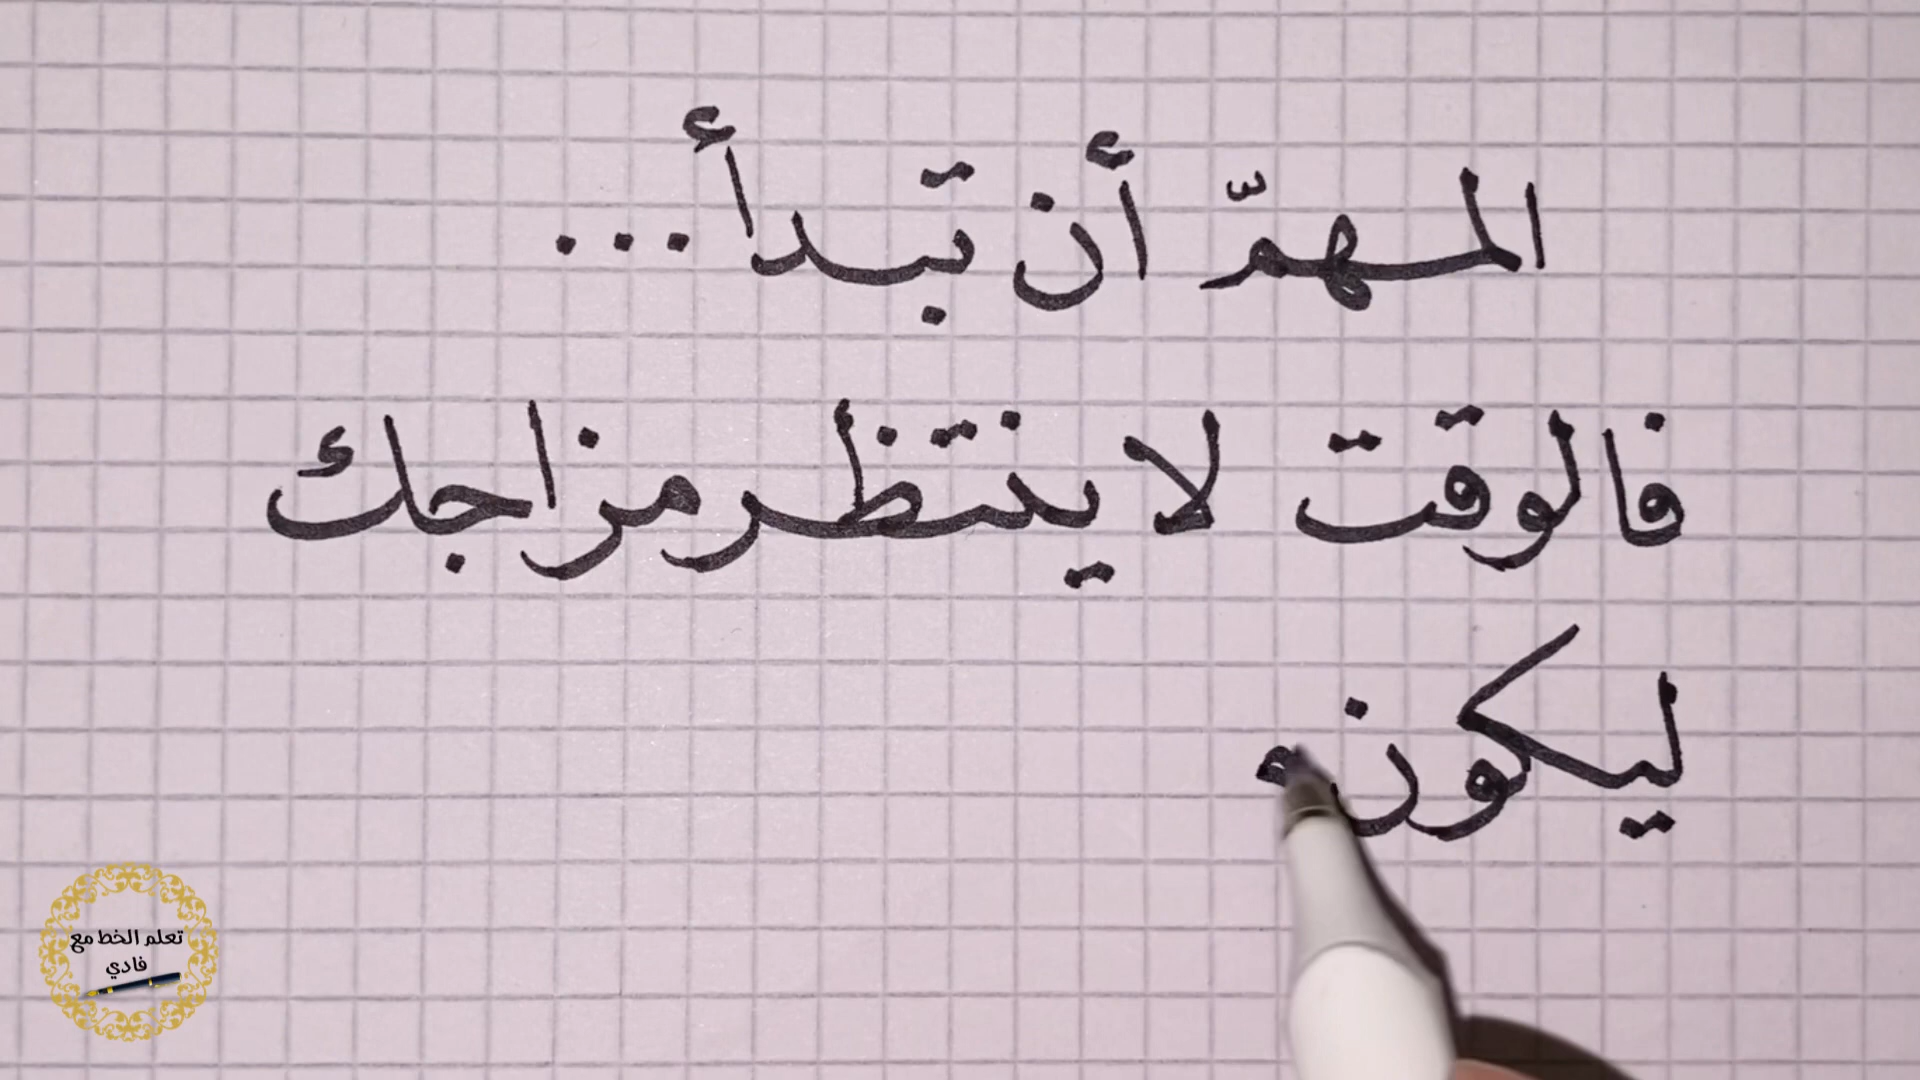 المهمّ أن تبدأ...
فالوقت لا ينتظر مزاجك
ليكون
تعلم الخط مع
فادي